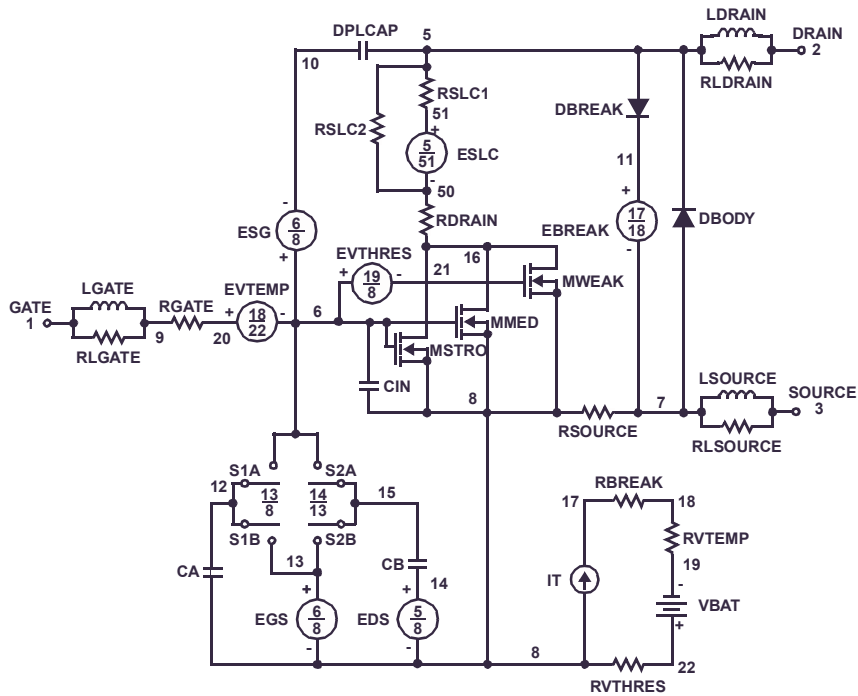 LDRAIN
DPLCAP 5 DRAIN
10 2
RLDRAIN
RSLC1
51
DBREAK
RSLC2
+
5
51
ESLC
-
50
11
-
+
RDRAIN
6
8
ESG
17
18
EBREAK
DBODY
+
-
EVTHRES
16
+ 19 - 21
8
MWEAK
LGATE
EVTEMP
GATE
1
RGATE
+ 18 - 6
22
MMED
9 20
RLGATE
MSTRO
CIN
LSOURCE
8 7 SOURCE
3
RSOURCE
RLSOURCE
S1A S2A
12 13 14 15
8 13
RBREAK
17 18
S1B S2B
RVTEMP
13
CA CB
IT 19
+ + 14 -
EGS 6 EDS 5 VBAT
8 8
+
- -
8 22
RVTHRES